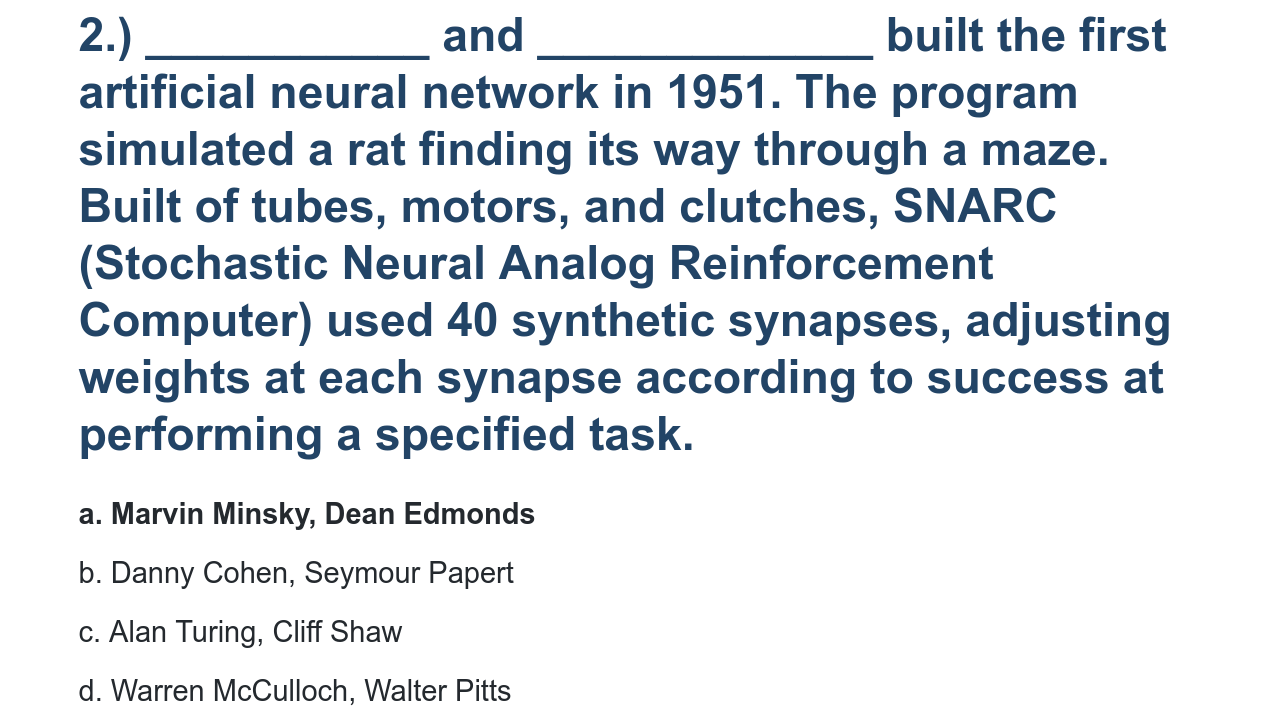 2.) ___________ and _____________ built the first
artificial neural network in 1951. The program
simulated a rat finding its way through a maze.
Built of tubes, motors, and clutches, SNARC
(Stochastic Neural Analog Reinforcement
Computer) used 40 synthetic synapses, adjusting
weights at each synapse according to success at
performing a specified task.
a. Marvin Minsky, Dean Edmonds
b. Danny Cohen, Seymour Papert
c. Alan Turing, Cliff Shaw
d. Warren McCulloch, Walter Pitts